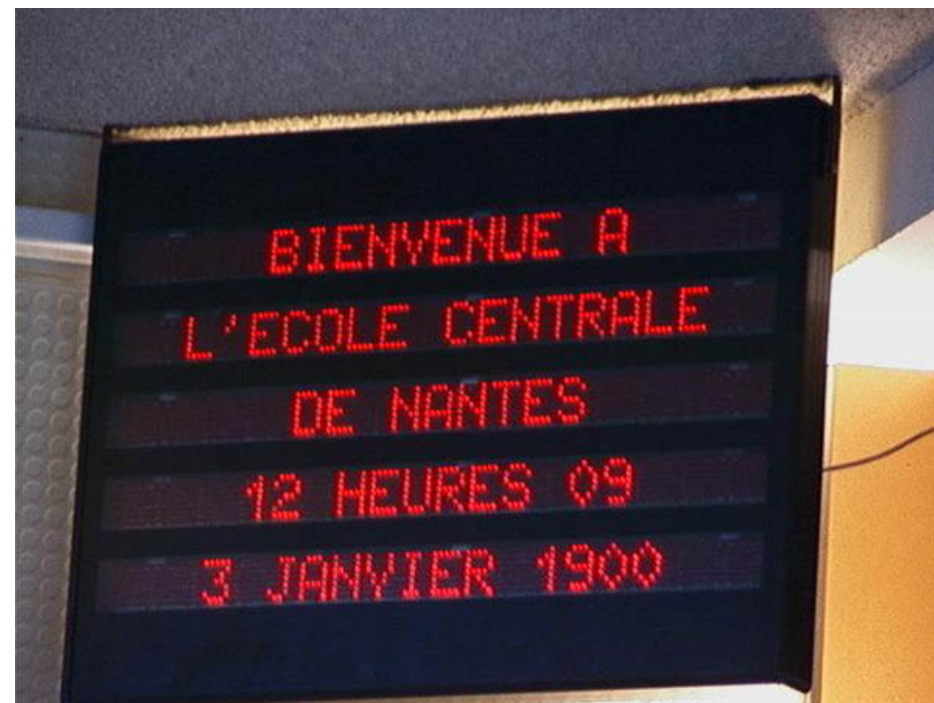 BIENVENUE A
L'ECOLE CENTRALE
DE NANTES
12 HEURES 09
3 JANVIER 1900